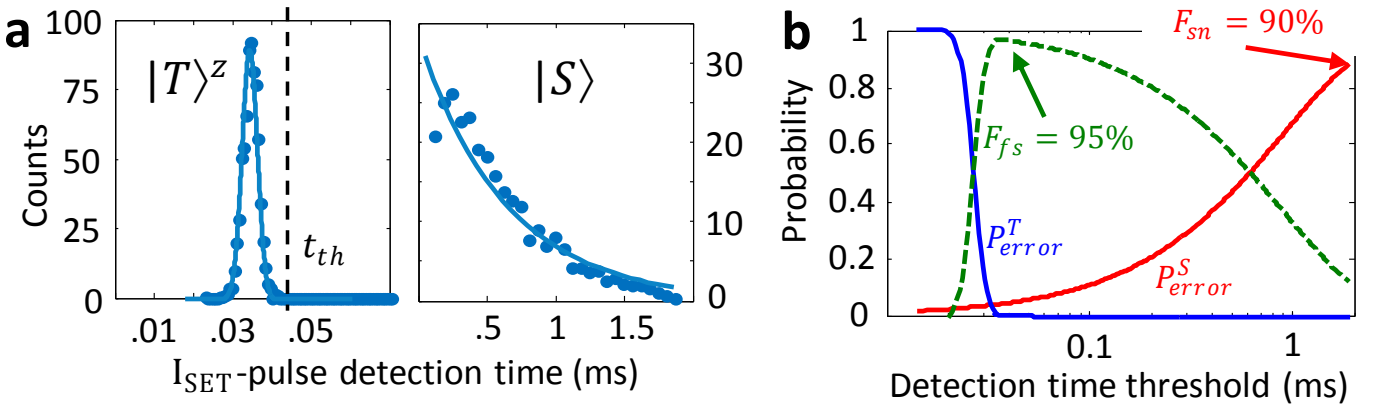 a
100
75
50
25
0
Counts
|T⟩ᶻ
t_th
.01 .03 .05
|S⟩
30
20
10
0
.5 1 1.5
I_SET-pulse detection time (ms)
b
1
0.8
0.6
0.4
0.2
0
Probability
F_sn = 90%
F_fs = 95%
P^T_error
P^S_error
0.1 1
Detection time threshold (ms)